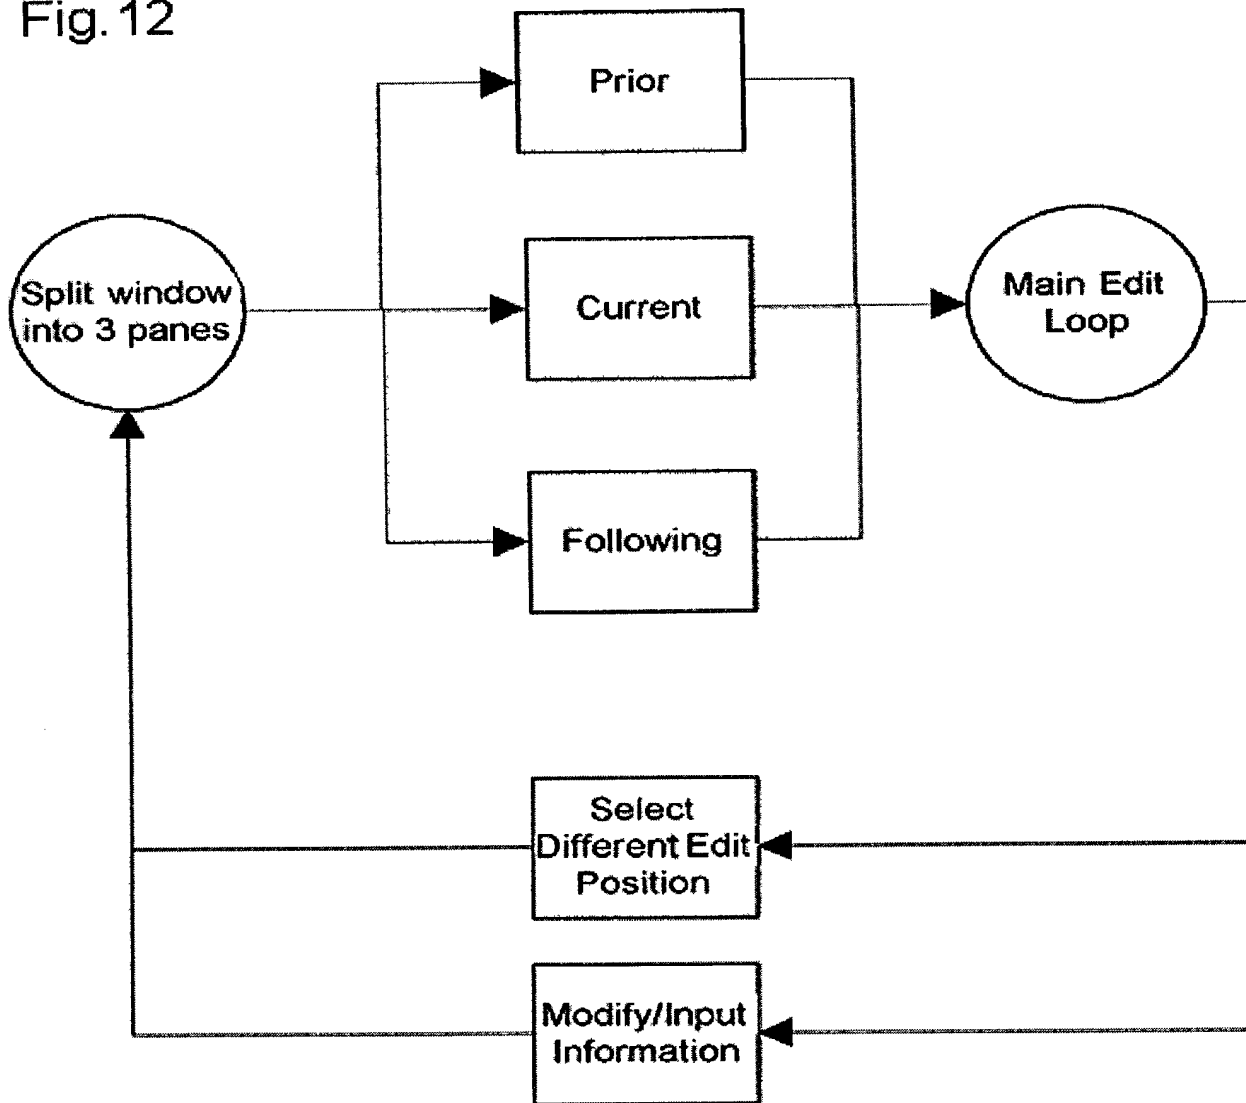 Fig. 12
Prior
Split window
into 3 panes
Current
Main Edit
Loop
Following
Select
Different Edit
Position
Modify/Input
Information